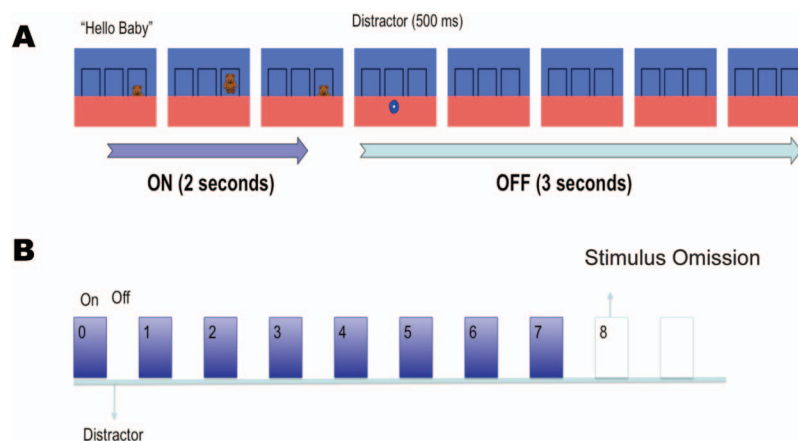 A
"Hello Baby"
Distractor (500 ms)
ON (2 seconds)
OFF (3 seconds)
B
Stimulus Omission
On Off
0 1 2 3 4 5 6 7 8
Distractor